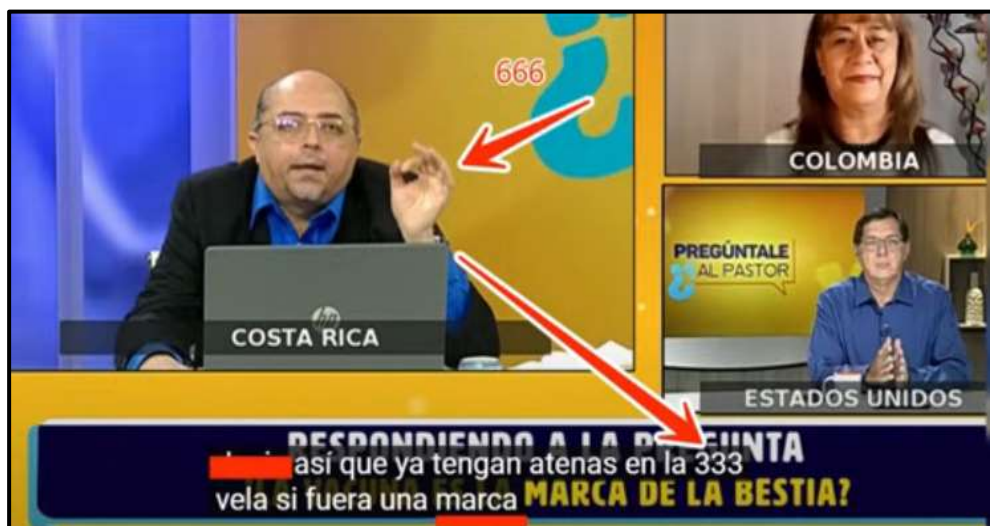 666
COLOMBIA
PREGÚNTALE
AL PASTOR
hp
COSTA RICA
ESTADOS UNIDOS
RESPONDIENDO A LA PREGUNTA
así que ya tengan atenas en la 333
MARCA DE LA BESTIA?
vela si fuera una marca